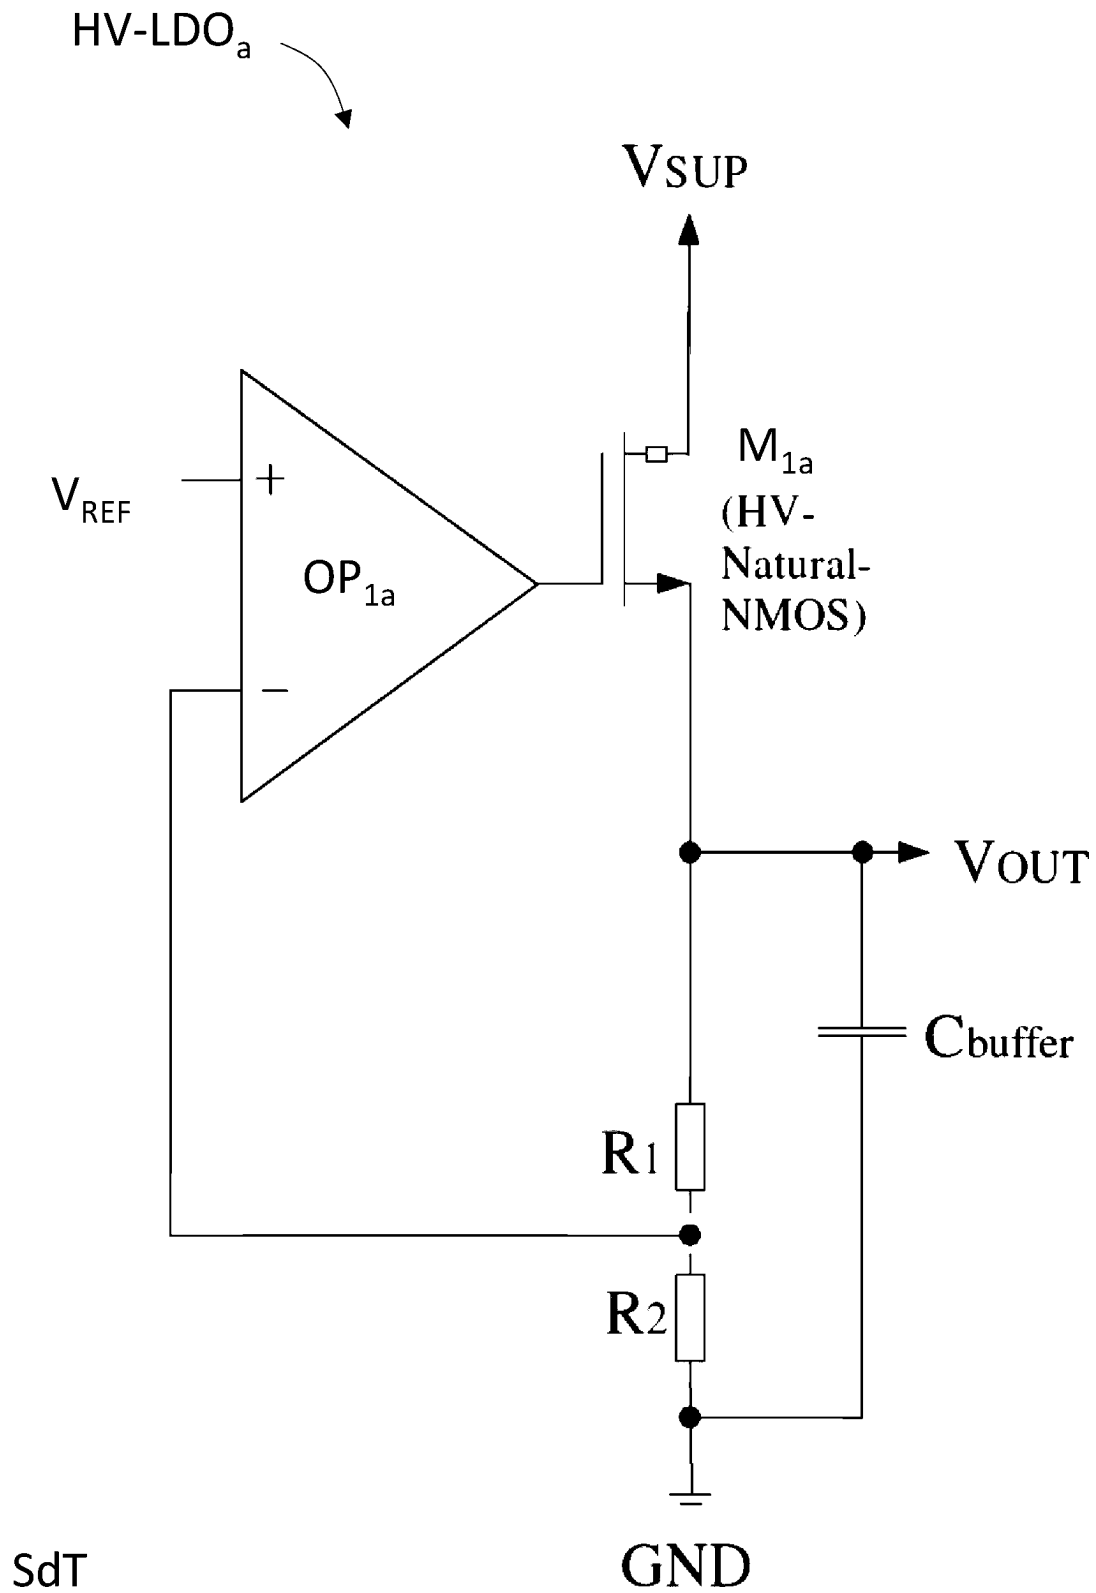 HV-LDOa
VSUP
+
VREF
M1a
(HV-
Natural-
NMOS)
OP1a
−
VOUT
Cbuffer
R1
R2
GND
SdT